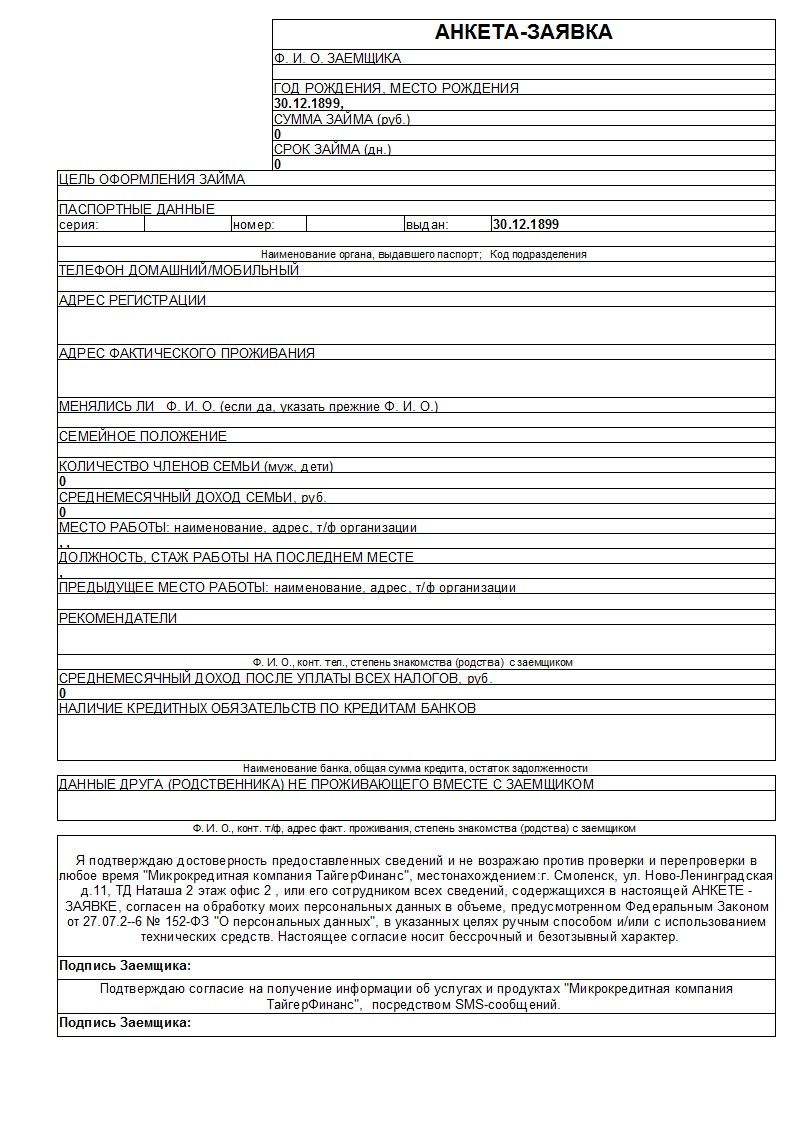 АНКЕТА-ЗАЯВКА
Ф. И. О. ЗАЕМЩИКА
ГОД РОЖДЕНИЯ, МЕСТО РОЖДЕНИЯ
30.12.1899,
СУММА ЗАЙМА (руб.)
0
СРОК ЗАЙМА (дн.)
0
ЦЕЛЬ ОФОРМЛЕНИЯ ЗАЙМА
ПАСПОРТНЫЕ ДАННЫЕ
серия: номер: выдан: 30.12.1899
Наименование органа, выдавшего паспорт; Код подразделения
ТЕЛЕФОН ДОМАШНИЙ/МОБИЛЬНЫЙ
АДРЕС РЕГИСТРАЦИИ
АДРЕС ФАКТИЧЕСКОГО ПРОЖИВАНИЯ
МЕНЯЛИСЬ ЛИ Ф. И. О. (если да, указать прежние Ф. И. О.)
СЕМЕЙНОЕ ПОЛОЖЕНИЕ
КОЛИЧЕСТВО ЧЛЕНОВ СЕМЬИ (муж, дети)
0
СРЕДНЕМЕСЯЧНЫЙ ДОХОД СЕМЬИ, руб.
0
МЕСТО РАБОТЫ: наименование, адрес, т/ф организации
, ,
ДОЛЖНОСТЬ, СТАЖ РАБОТЫ НА ПОСЛЕДНЕМ МЕСТЕ
,
ПРЕДЫДУЩЕЕ МЕСТО РАБОТЫ: наименование, адрес, т/ф организации
РЕКОМЕНДАТЕЛИ
Ф. И. О., конт. тел., степень знакомства (родства) с заемщиком
СРЕДНЕМЕСЯЧНЫЙ ДОХОД ПОСЛЕ УПЛАТЫ ВСЕХ НАЛОГОВ, руб.
0
НАЛИЧИЕ КРЕДИТНЫХ ОБЯЗАТЕЛЬСТВ ПО КРЕДИТАМ БАНКОВ
Наименование банка, общая сумма кредита, остаток задолженности
ДАННЫЕ ДРУГА (РОДСТВЕННИКА) НЕ ПРОЖИВАЮЩЕГО ВМЕСТЕ С ЗАЕМЩИКОМ
Ф. И. О., конт. т/ф, адрес факт. проживания, степень знакомства (родства) с заемщиком
Я подтверждаю достоверность предоставленных сведений и не возражаю против проверки и перепроверки в
любое время "Микрокредитная компания ТайгерФинанс", местонахождением:г. Смоленск, ул. Ново-Ленинградская
д.11, ТД Наташа 2 этаж офис 2 , или его сотрудником всех сведений, содержащихся в настоящей АНКЕТЕ -
ЗАЯВКЕ, согласен на обработку моих персональных данных в объеме, предусмотренном Федеральным Законом
от 27.07.2--6 № 152-ФЗ "О персональных данных", в указанных целях ручным способом и/или с использованием
технических средств. Настоящее согласие носит бессрочный и безотзывный характер.
Подпись Заемщика:
Подтверждаю согласие на получение информации об услугах и продуктах "Микрокредитная компания
ТайгерФинанс", посредством SMS-сообщений.
Подпись Заемщика: